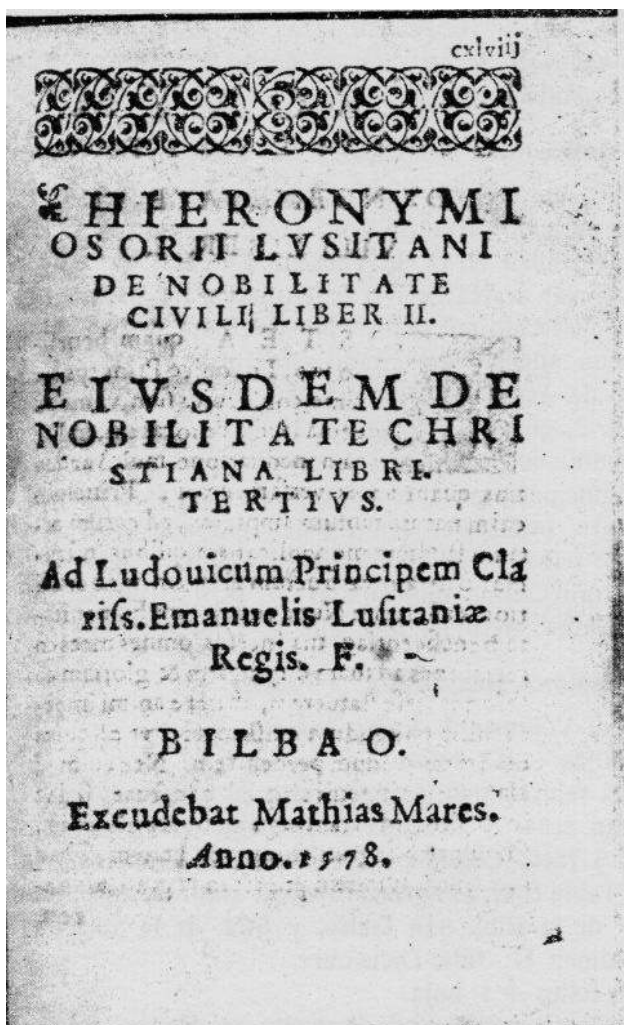 cxlviij
HIERONYMI
OSORII LVSITANI
DE NOBILITATE
CIVILI, LIBER II.
EIVSDEM DE
NOBILITATE CHRI
STIANA LIBRI.
TERTIVS.
Ad Ludouicum Principem Cla
riſs. Emanuelis Luſitaniæ
Regis. F.
BILBAO.
Excudebat Mathias Mares.
Anno. 1578.